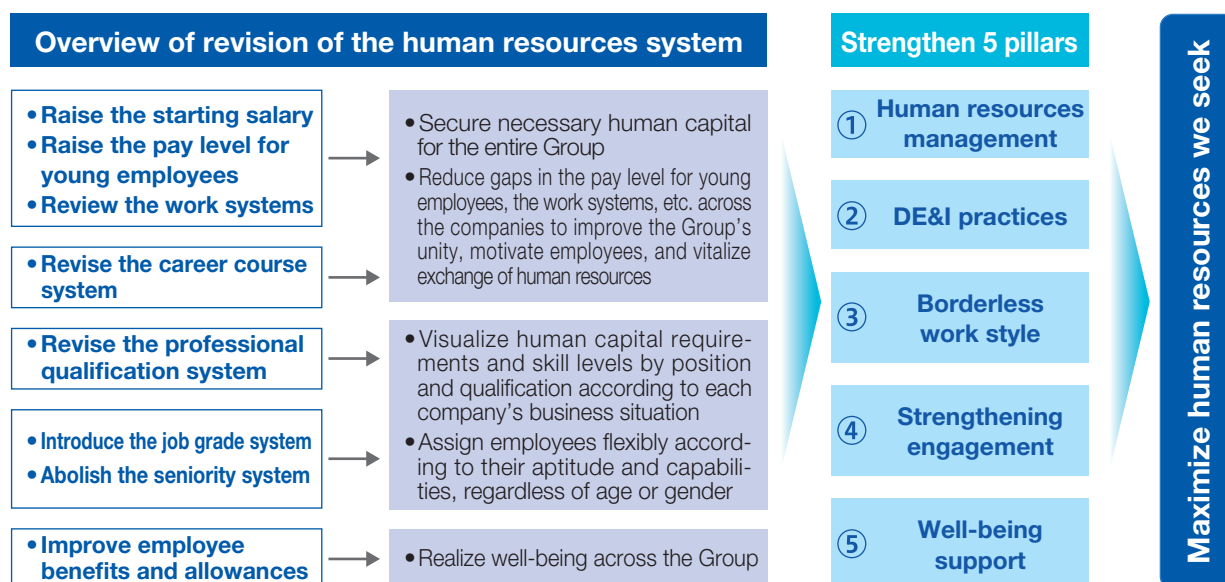 Overview of revision of the human resources system
• Raise the starting salary
• Raise the pay level for
young employees
• Review the work systems
• Revise the career course
system
• Revise the professional
qualification system
• Introduce the job grade system
• Abolish the seniority system
• Improve employee
benefits and allowances
• Secure necessary human capital
for the entire Group
• Reduce gaps in the pay level for young
employees, the work systems, etc. across
the companies to improve the Group's
unity, motivate employees, and vitalize
exchange of human resources
• Visualize human capital require-
ments and skill levels by position
and qualification according to each
company's business situation
• Assign employees flexibly accord-
ing to their aptitude and capabili-
ties, regardless of age or gender
• Realize well-being across the Group
Strengthen 5 pillars
① Human resources
management
② DE&I practices
③ Borderless
work style
④ Strengthening
engagement
⑤ Well-being
support
Maximize human resources we seek